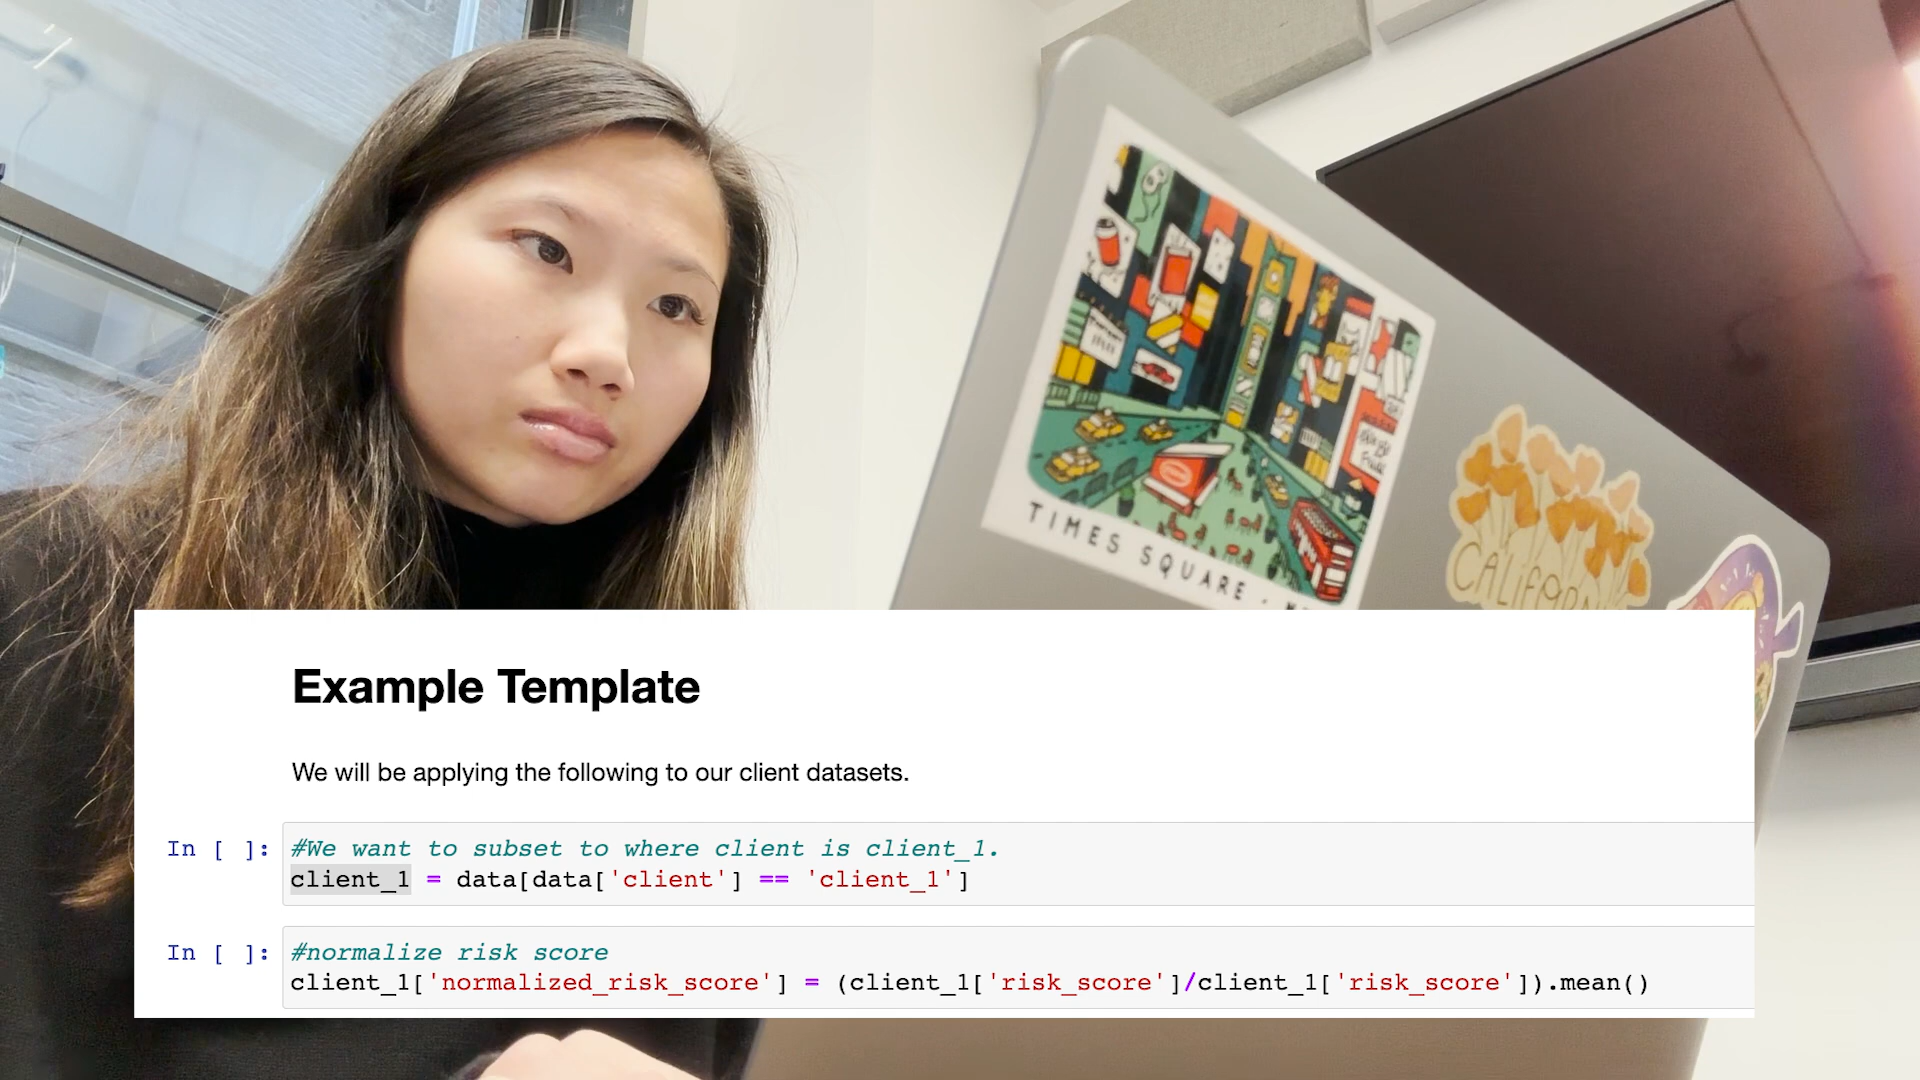 TIMES SQUARE
CALIFORN
Example Template
We will be applying the following to our client datasets.
In [ ]: #We want to subset to where client is client_1.
client_1 = data[data['client'] == 'client_1']
In [ ]: #normalize risk score
client_1['normalized_risk_score'] = (client_1['risk_score']/client_1['risk_score']).mean()